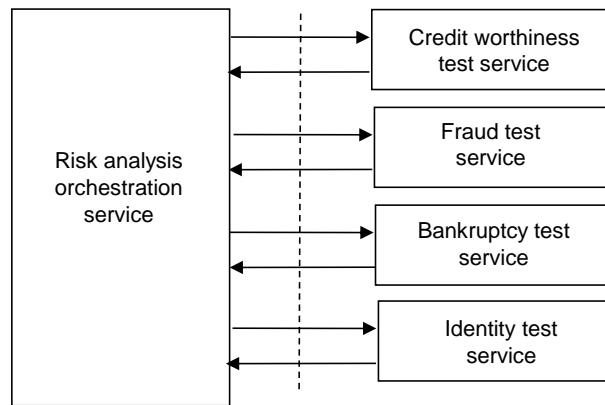 Risk analysis
orchestration
service
Credit worthiness
test service
Fraud test
service
Bankruptcy test
service
Identity test
service